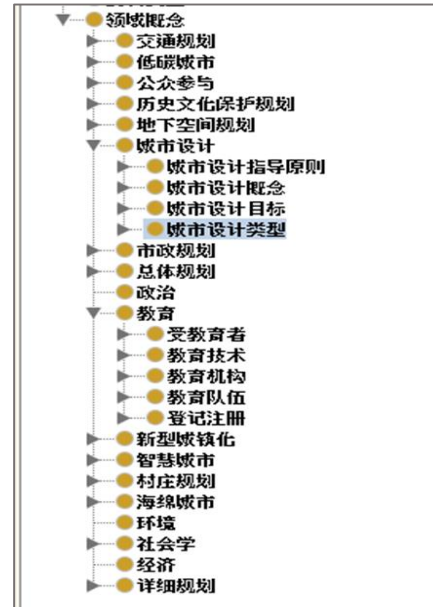 领域概念
交通规划
低碳城市
公众参与
历史文化保护规划
地下空间规划
城市设计
城市设计指导原则
城市设计概念
城市设计目标
城市设计类型
市政规划
总体规划
政治
教育
受教育者
教育技术
教育机构
教育队伍
登记注册
新型城镇化
智慧城市
村庄规划
海绵城市
环境
社会学
经济
详细规划